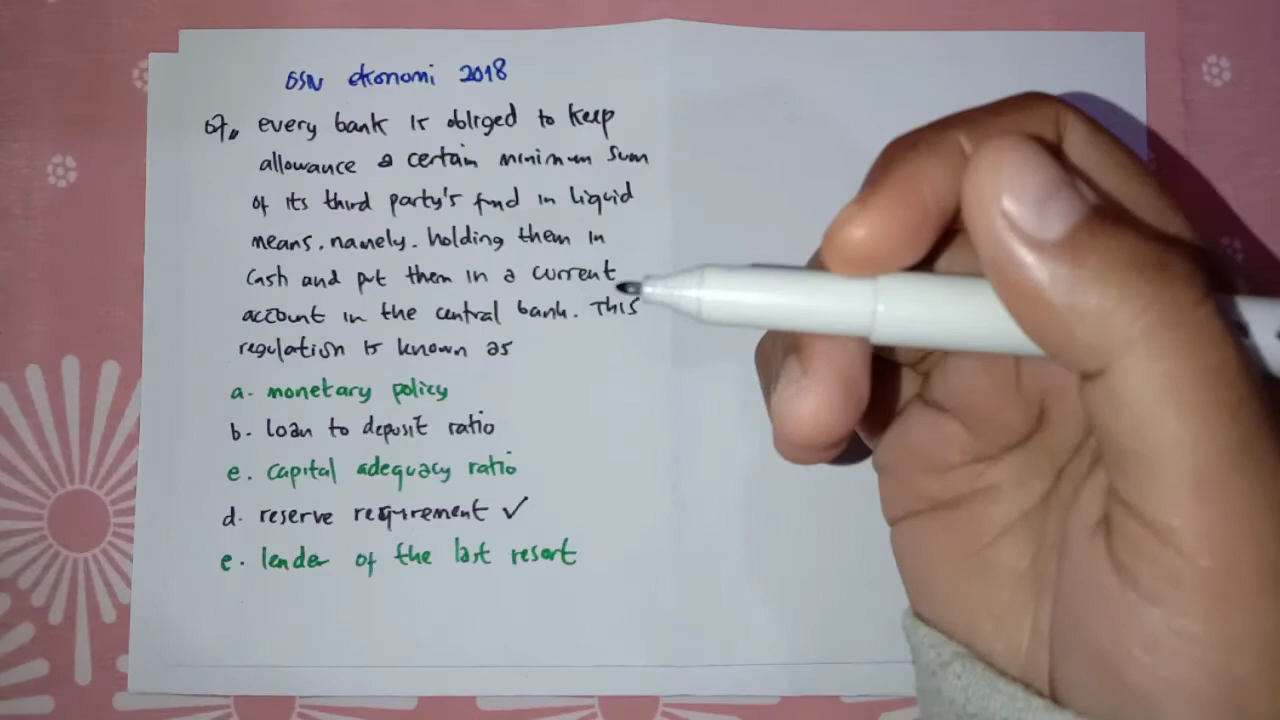 OSN ekonomi 2018
67. every bank is obliged to keep
allowance a certain minimum sum
of its third party's fund in liquid
means. namely. holding them in
cash and put them in a current
account in the central bank. This
regulation is known as
a. monetary policy
b. loan to deposit ratio
c. capital adequacy ratio
d. reserve requirement ✓
e. lender of the last resort